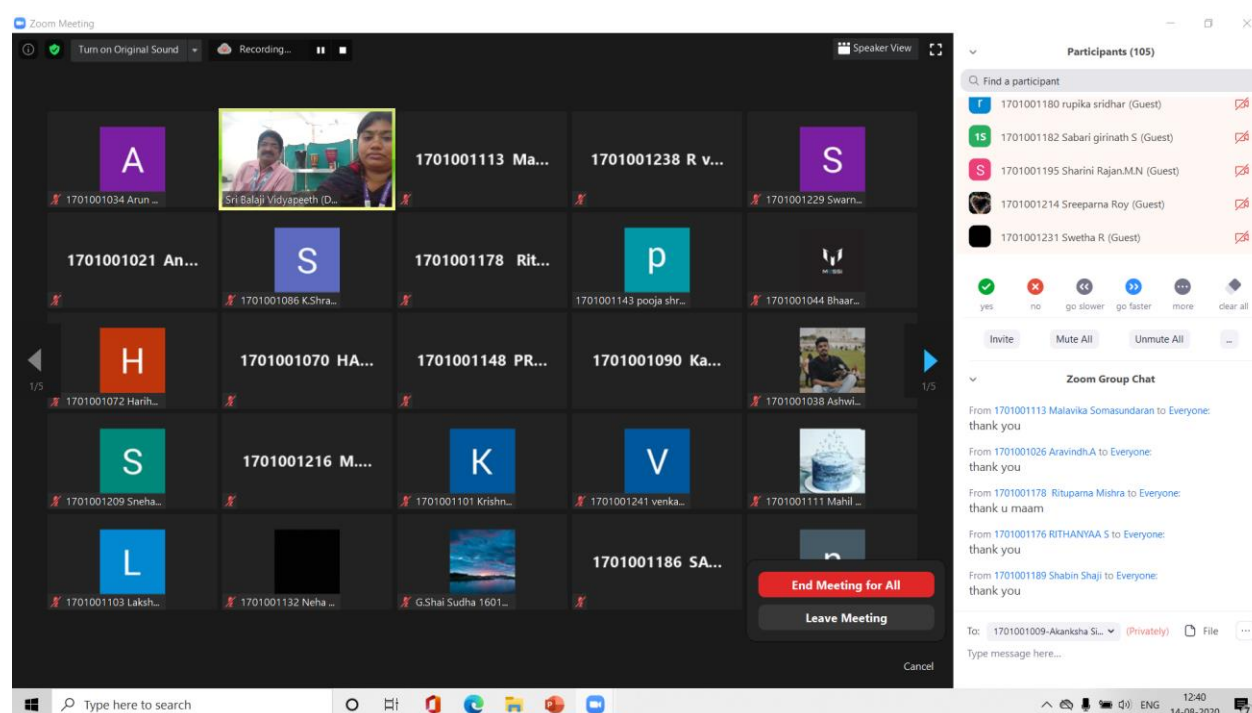 Zoom Meeting
Turn on Original Sound
Recording...
Speaker View
A
1701001034 Arun ...
Sri Balaji Vidyapeeth (D...
1701001113 Ma...
1701001238 R v...
S
1701001229 Swarn...
1701001021 An...
S
1701001086 K.Shra...
1701001178 Rit...
p
1701001143 pooja shr...
MESSI
1701001044 Bhaar...
1/5
H
1701001072 Harih...
1701001070 HA...
1701001148 PR...
1701001090 Ka...
1701001038 Ashwi...
1/5
S
1701001209 Sneha...
1701001216 M....
K
1701001101 Krishn...
V
1701001241 venka...
1701001111 Mahil ...
L
1701001103 Laksh...
1701001132 Neha ...
G.Shai Sudha 1601...
1701001186 SA...
End Meeting for All
Leave Meeting
Cancel
Participants (105)
Find a participant
r
1701001180 rupika sridhar (Guest)
1S
1701001182 Sabari girinath S (Guest)
S
1701001195 Sharini Rajan.M.N (Guest)
1701001214 Sreeparna Roy (Guest)
1701001231 Swetha R (Guest)
yes no go slower go faster more clear all
Invite Mute All Unmute All ...
Zoom Group Chat
From 1701001113 Malavika Somasundaran to Everyone:
thank you
From 1701001026 Aravindh.A to Everyone:
thank you
From 1701001178 Ritupama Mishra to Everyone:
thank u maam
From 1701001176 RITHANYAA S to Everyone:
thank you
From 1701001189 Shabin Shaji to Everyone:
thank you
To: 1701001009-Akanksha Si... (Privately) File ...
Type message here...
Type here to search
ENG
12:40
14-08-2020